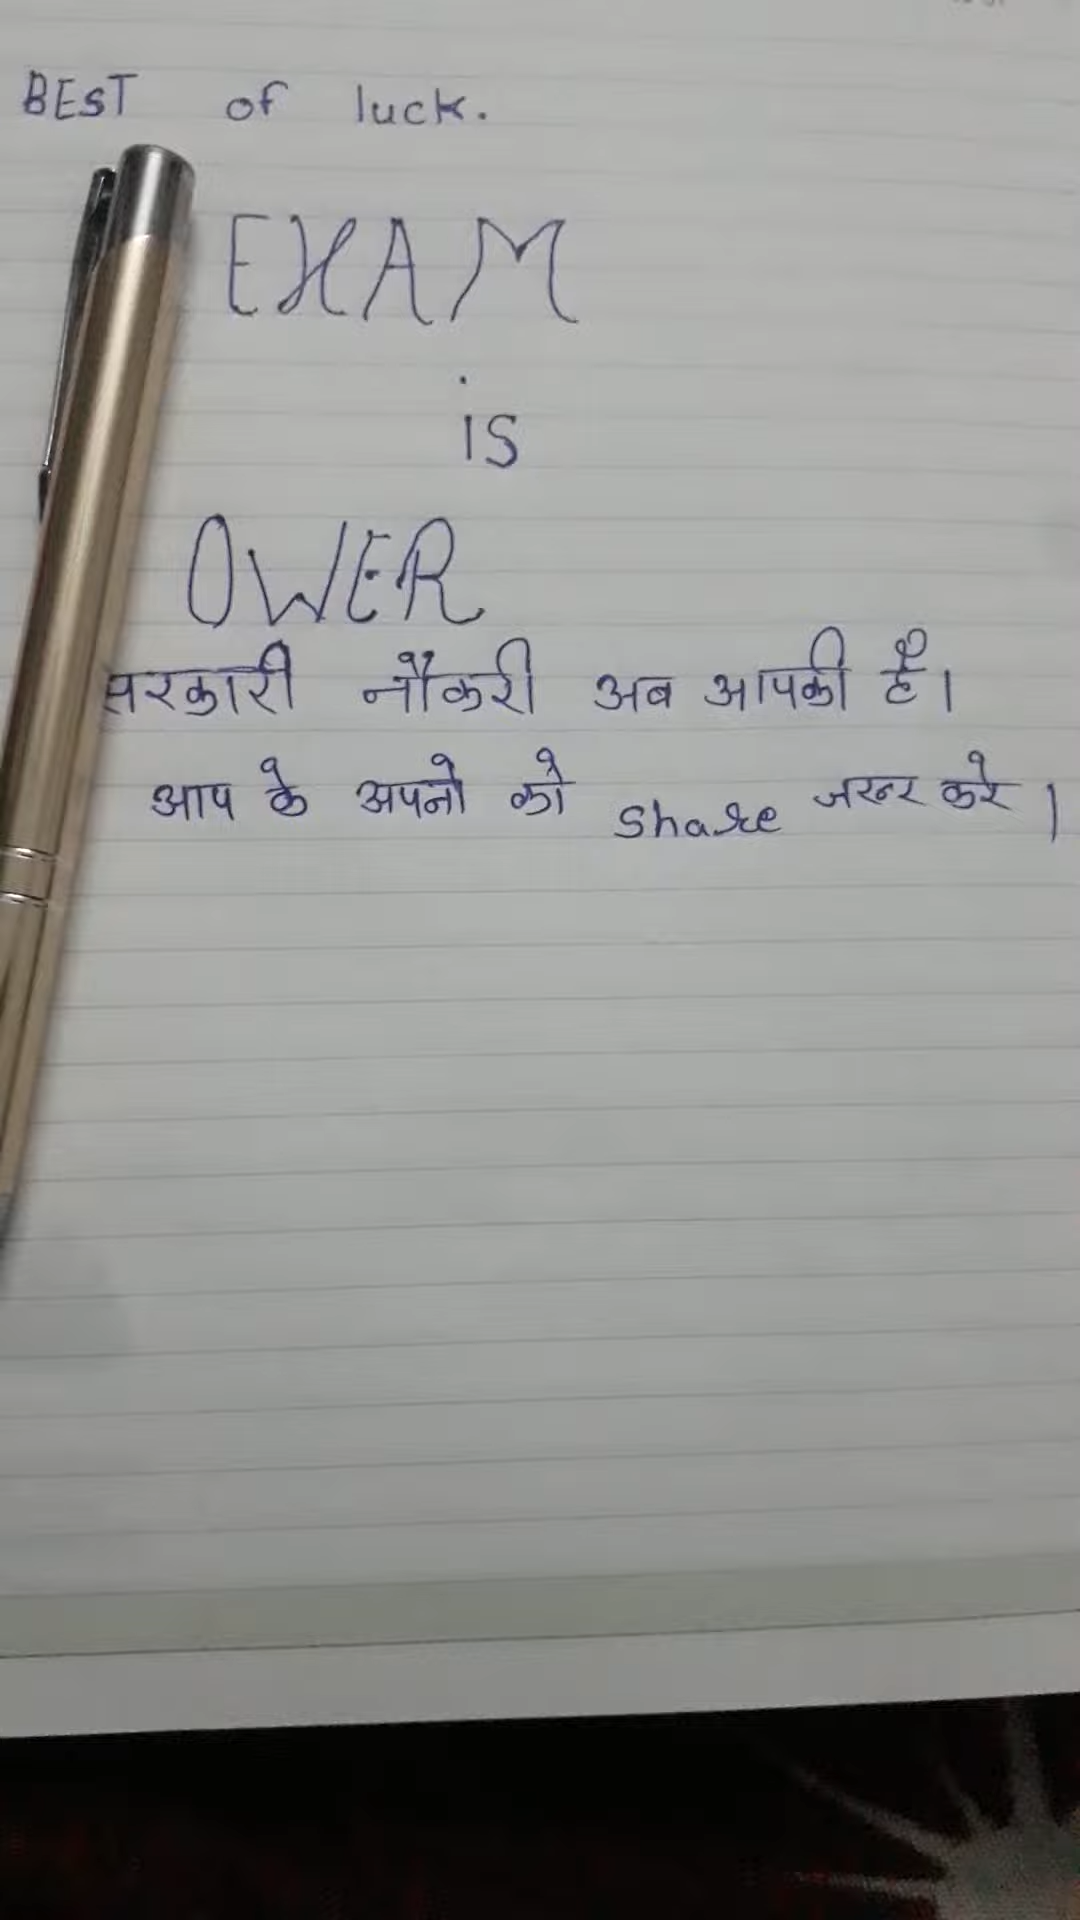 BEST of luck.
EXAM
is
OWER
सरकारी नौकरी अब आपकी है।
आप के अपनो को share जरूर करे।